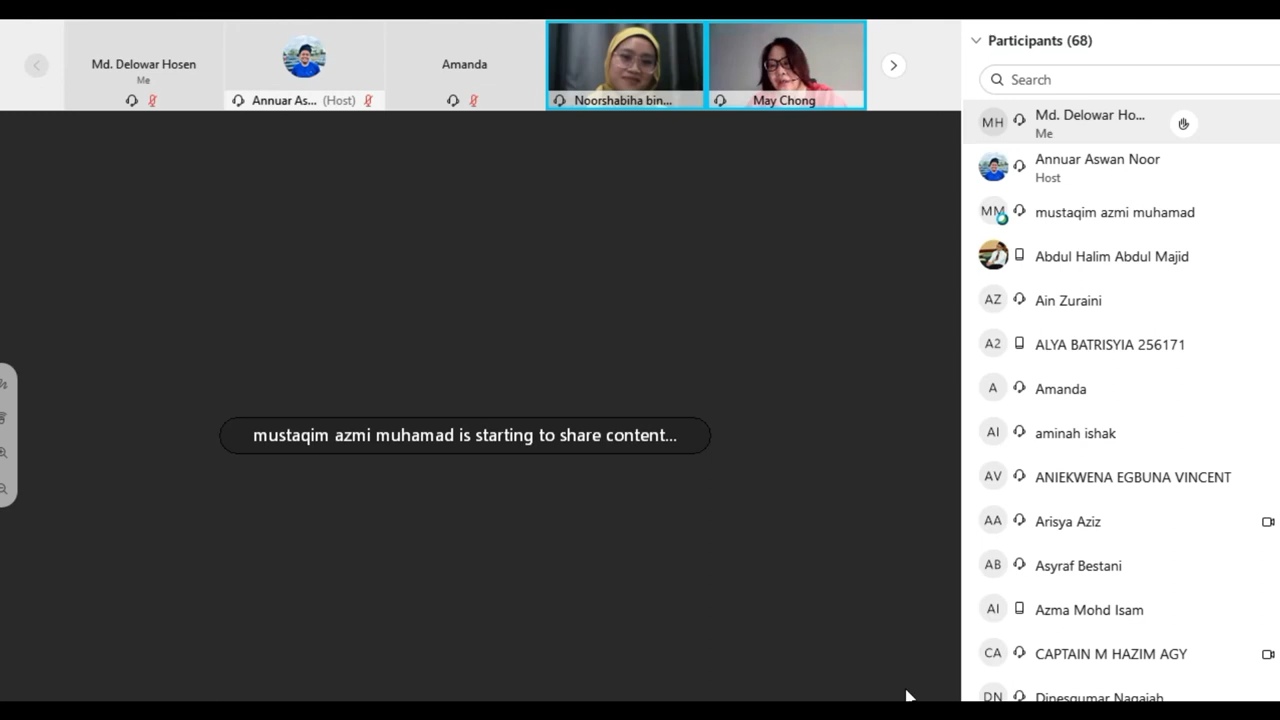 Md. Delowar Hosen
Me
Annuar As... (Host)
Amanda
Noorshabiha bin...
May Chong
mustaqim azmi muhamad is starting to share content...
Participants (68)
Search
MH Md. Delowar Ho...
Me
Annuar Aswan Noor
Host
MM mustaqim azmi muhamad
Abdul Halim Abdul Majid
AZ Ain Zuraini
A2 ALYA BATRISYIA 256171
A Amanda
AI aminah ishak
AV ANIEKWENA EGBUNA VINCENT
AA Arisya Aziz
AB Asyraf Bestani
AI Azma Mohd Isam
CA CAPTAIN M HAZIM AGY
DN Dinesqumar Nagaiah